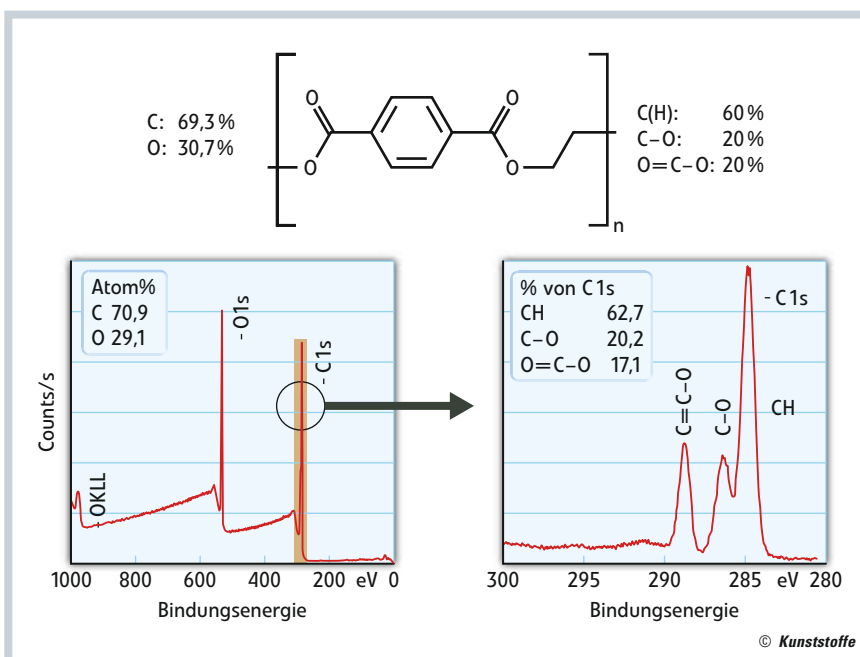 C: 69,3 %
O: 30,7 %
O
O
O
O
n
C(H): 60 %
C–O: 20 %
O=C–O: 20 %
Atom%
C 70,9
O 29,1
- O1s
- C1s
OKLL
Counts/s
1000 800 600 400 200 eV 0
Bindungsenergie
% von C1s
CH 62,7
C–O 20,2
O=C–O 17,1
- C1s
C=C–O
C–O
CH
300 295 290 285 eV 280
Bindungsenergie
© Kunststoffe